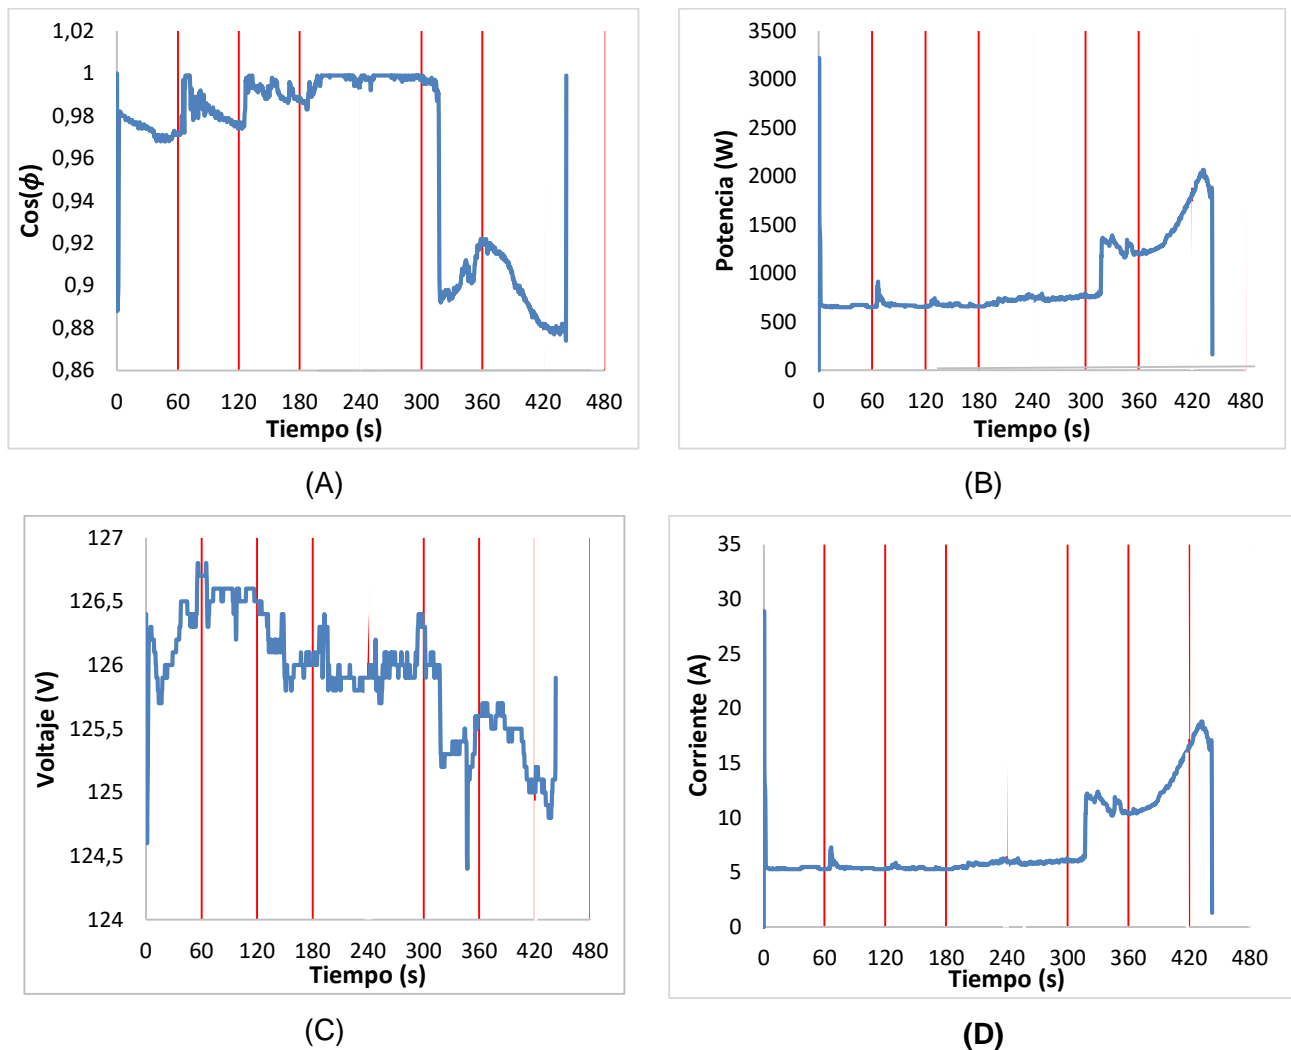 1,02
1
0,98
0,96
0,94
0,92
0,9
0,88
0,86
Cos(ϕ)
0 60 120 180 240 300 360 420 480
Tiempo (s)
(A)
3500
3000
2500
2000
1500
1000
500
0
Potencia (W)
0 60 120 180 240 300 360 420 480
Tiempo (s)
(B)
127
126,5
126
125,5
125
124,5
124
Voltaje (V)
0 60 120 180 240 300 360 420 480
Tiempo (s)
(C)
35
30
25
20
15
10
5
0
Corriente (A)
0 60 120 180 240 300 360 420 480
Tiempo (s)
(D)